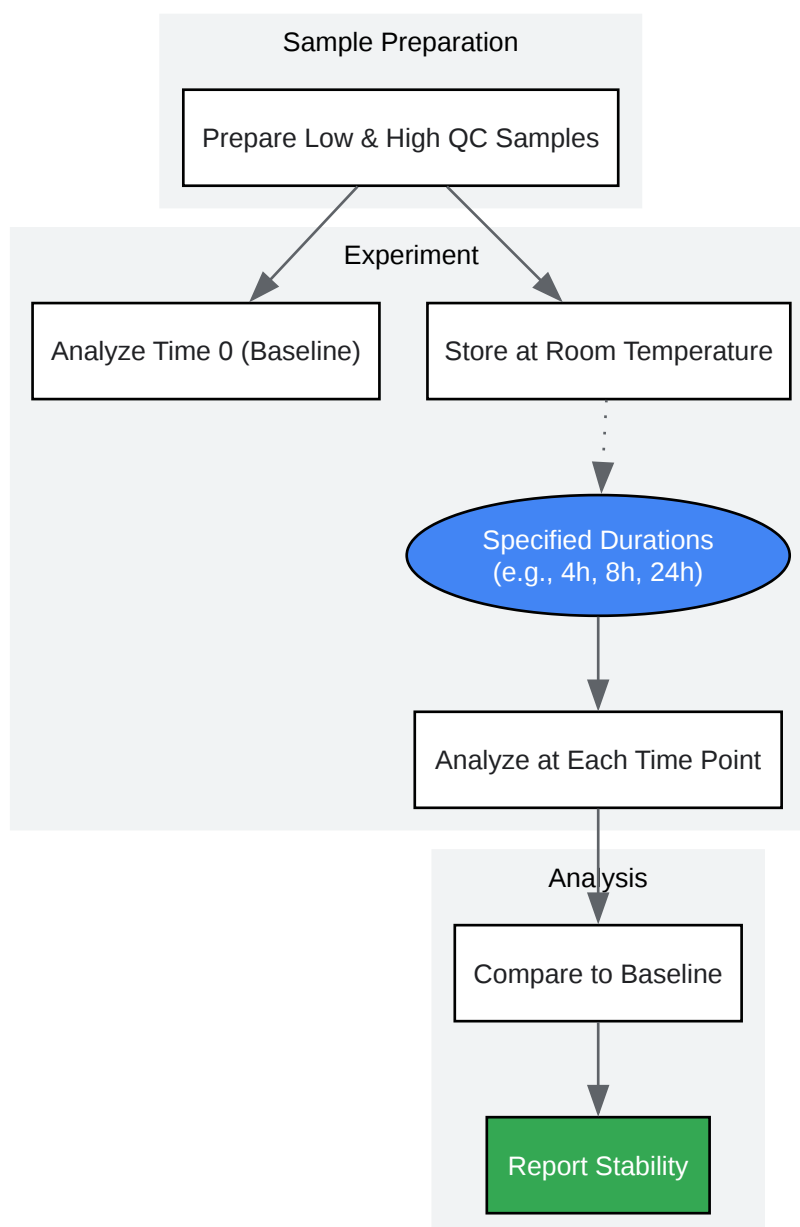 Sample Preparation
Prepare Low & High QC Samples
Experiment
Analyze Time 0 (Baseline)
Store at Room Temperature
Specified Durations
(e.g., 4h, 8h, 24h)
Analyze at Each Time Point
Analysis
Compare to Baseline
Report Stability